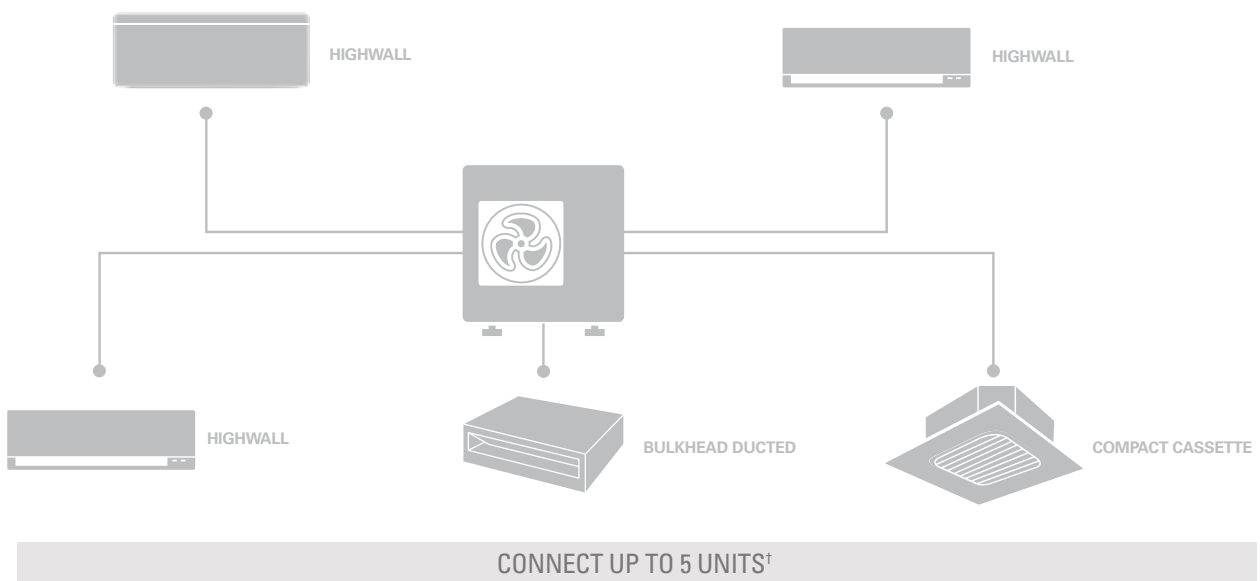 HIGHWALL
HIGHWALL
HIGHWALL
BULKHEAD DUCTED
COMPACT CASSETTE
CONNECT UP TO 5 UNITS†